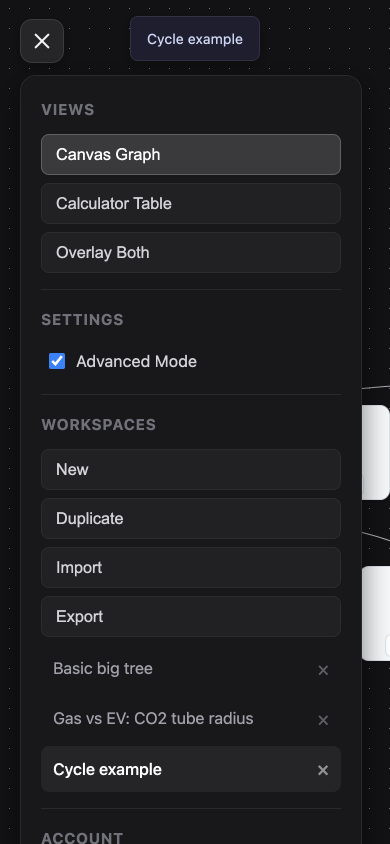 Cycle example
VIEWS
Canvas Graph
Calculator Table
Overlay Both
SETTINGS
Advanced Mode
WORKSPACES
New
Duplicate
Import
Export
Basic big tree
Gas vs EV: CO2 tube radius
Cycle example
ACCOUNT